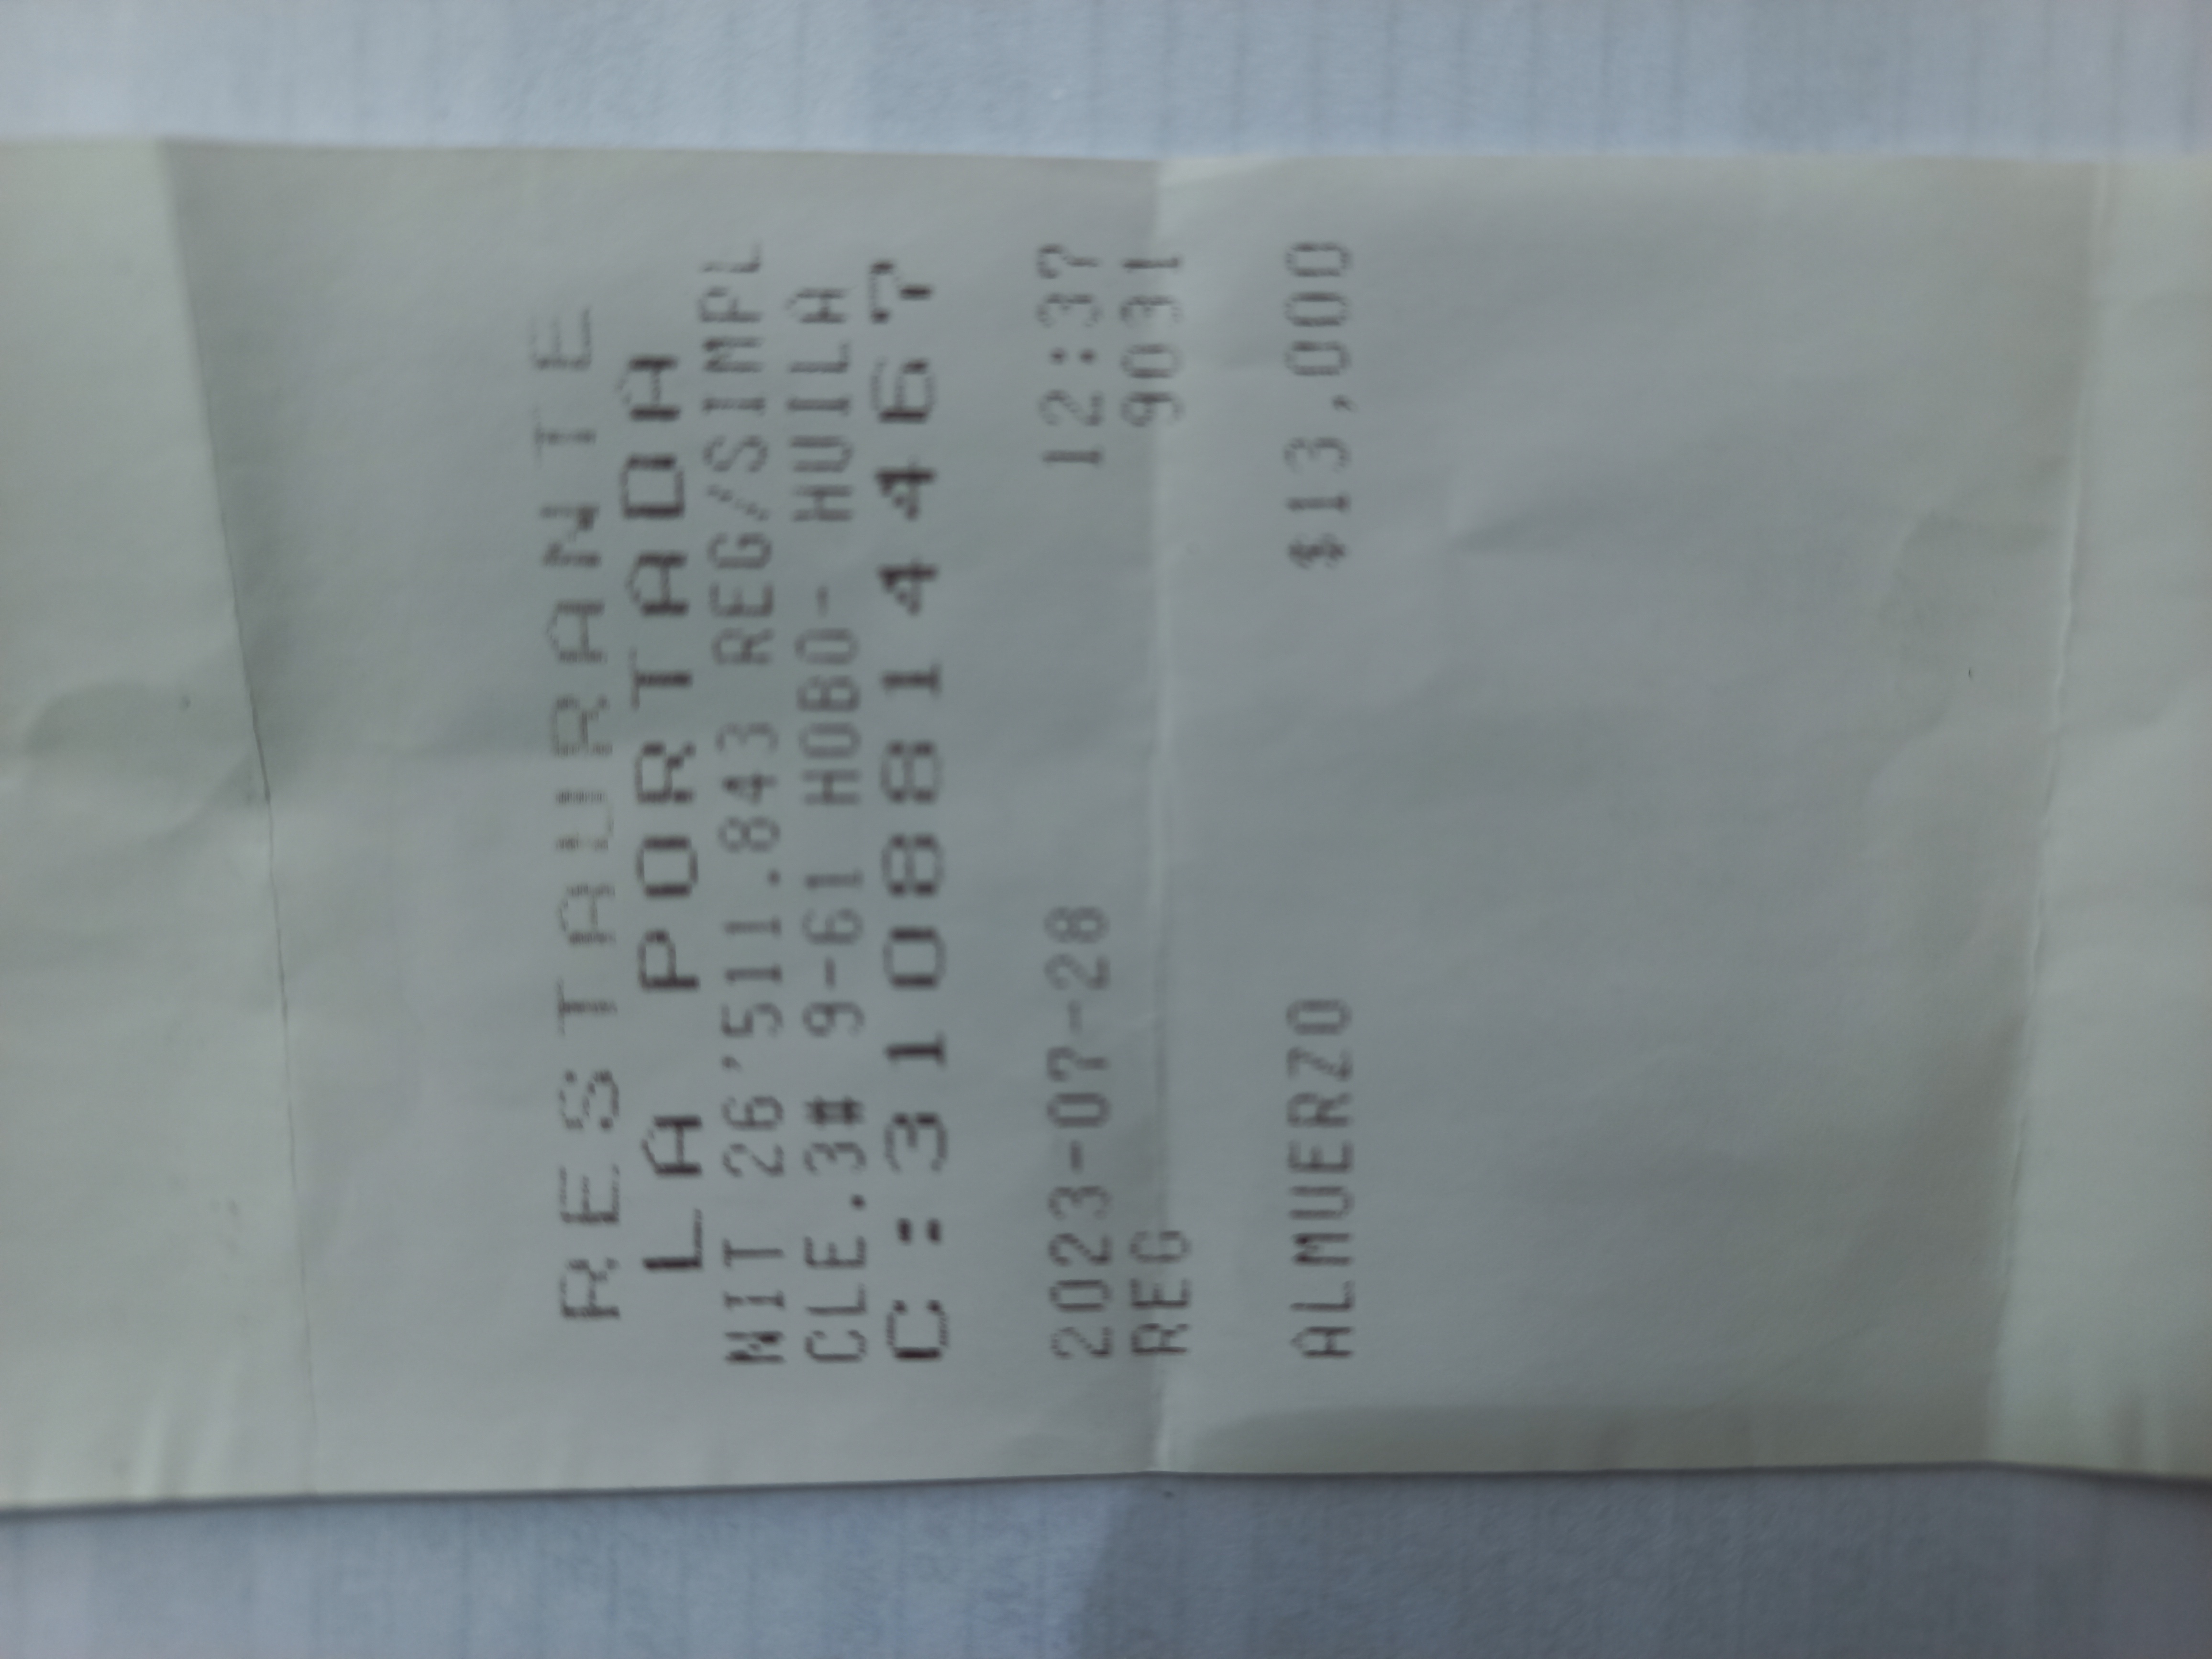 RESTAURANTE
LA PORTADA
NIT 26'511.843 REG/SIMPL
CLE.3# 9-61 HOBO- HUILA
C:3108814467
2023-07-28 12:37
REG 9031
ALMUERZO $13,000